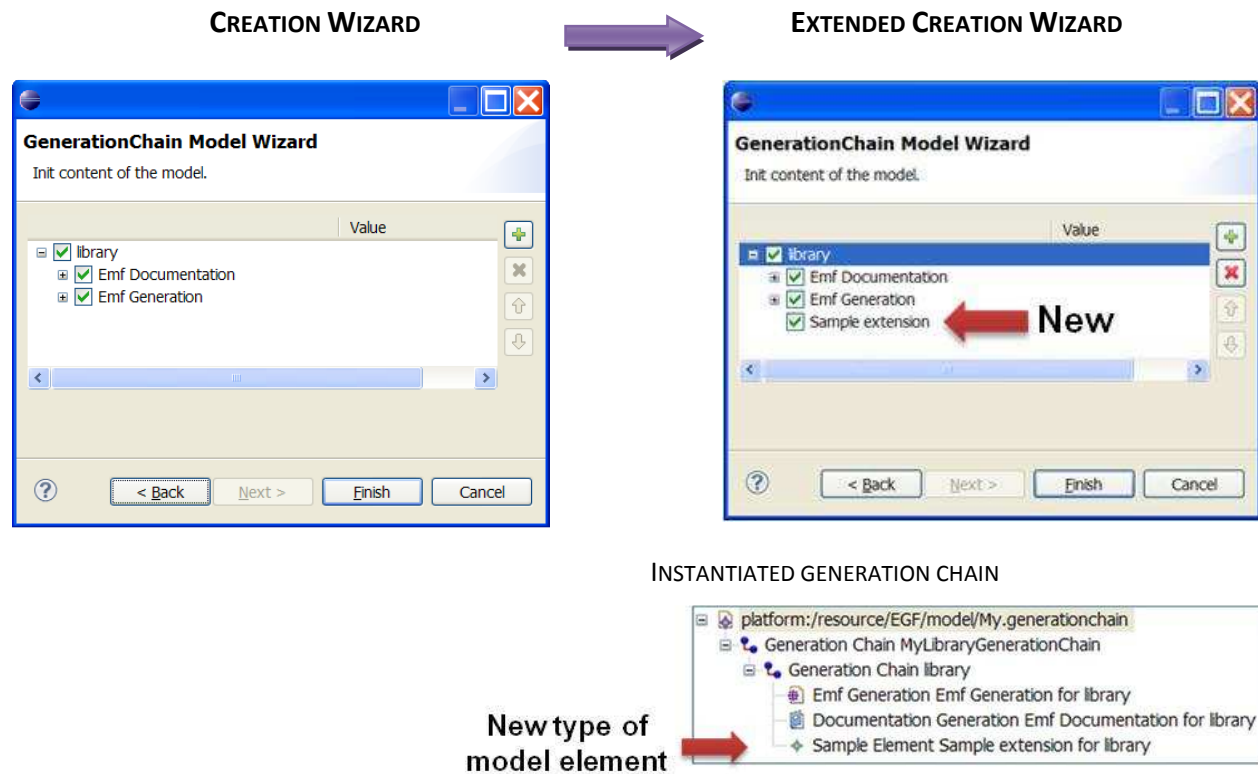 CREATION WIZARD
EXTENDED CREATION WIZARD
GenerationChain Model Wizard
Init content of the model.
Value
library
Emf Documentation
Emf Generation
< Back
Next >
Finish
Cancel
GenerationChain Model Wizard
Init content of the model.
Value
library
Emf Documentation
Emf Generation
Sample extension
New
< Back
Next >
Finish
Cancel
INSTANTIATED GENERATION CHAIN
platform:/resource/EGF/model/My.generationchain
Generation Chain MyLibraryGenerationChain
Generation Chain library
Emf Generation Emf Generation for library
Documentation Generation Emf Documentation for library
Sample Element Sample extension for library
New type of
model element